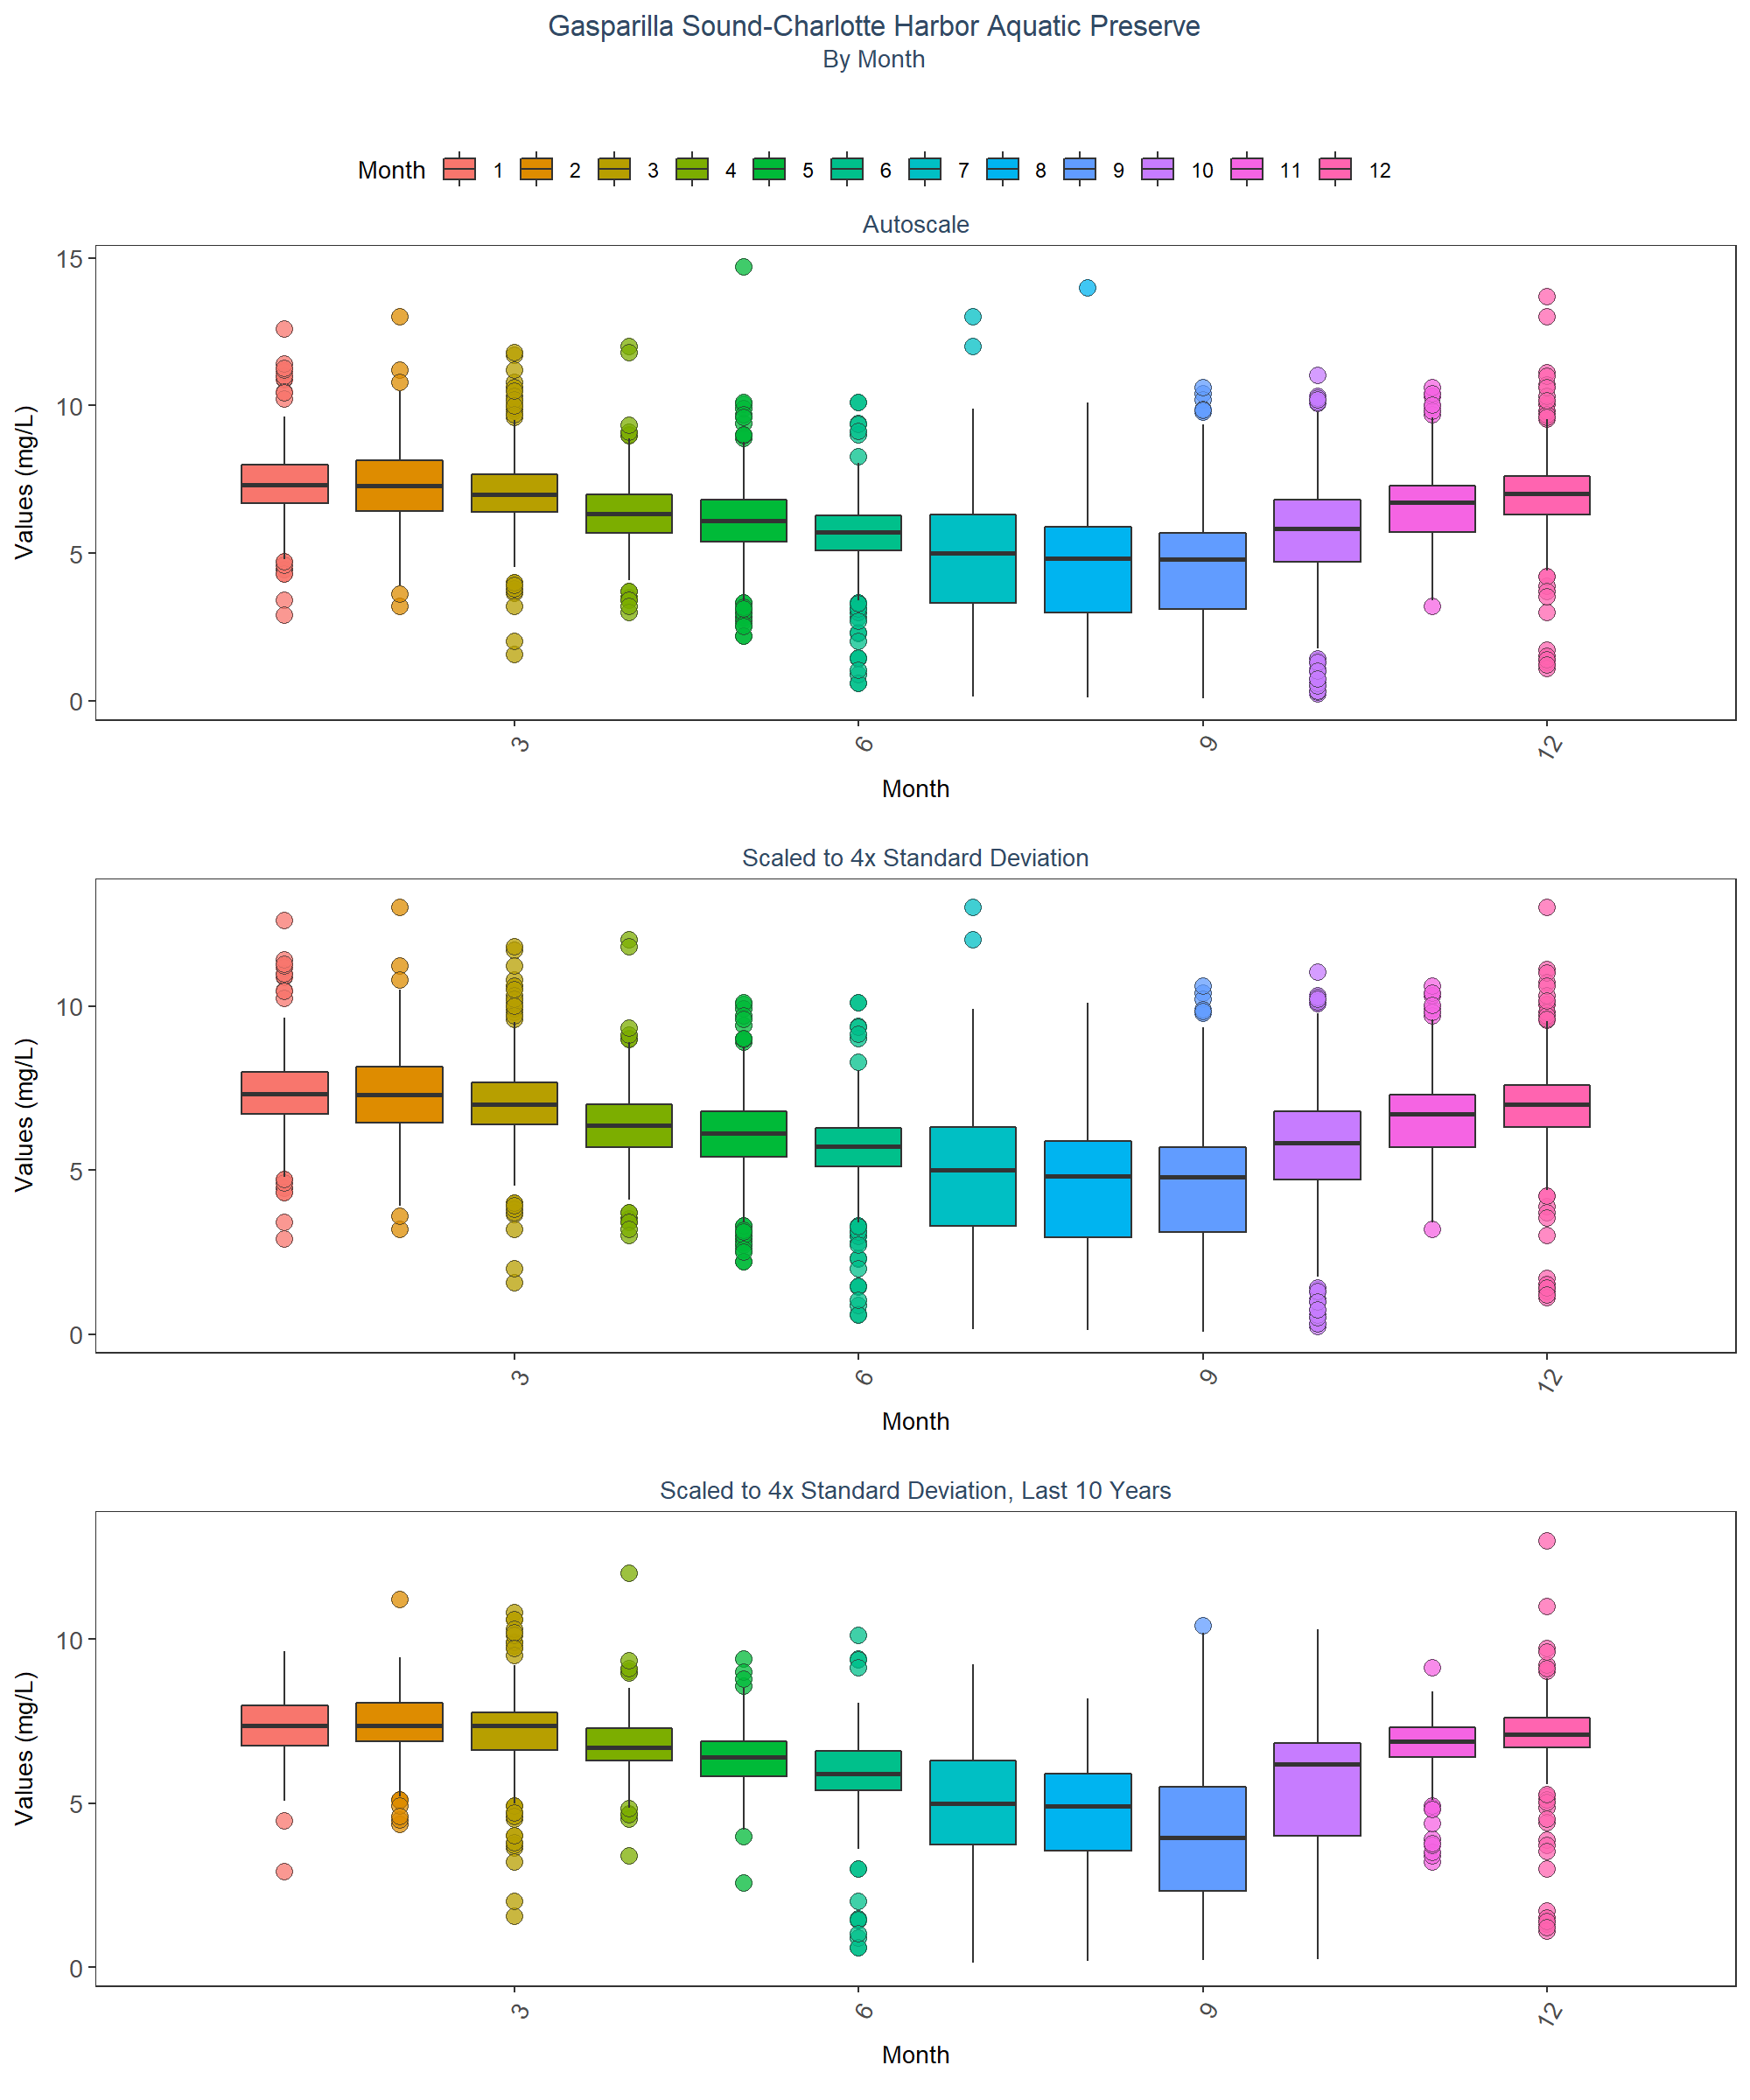 Gasparilla Sound-Charlotte Harbor Aquatic Preserve
By Month
Month 1 2 3 4 5 6 7 8 9 10 11 12
Autoscale
Values (mg/L)
15
10
5
0
3 6 9 12
Month
Scaled to 4x Standard Deviation
Values (mg/L)
10
5
0
3 6 9 12
Month
Scaled to 4x Standard Deviation, Last 10 Years
Values (mg/L)
10
5
0
3 6 9 12
Month